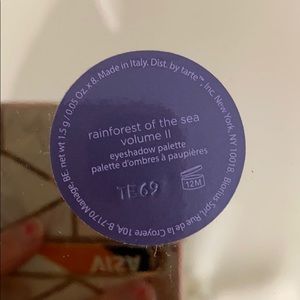 rainforest of the sea
volume II
eyeshadow palette
palette d'ombres à paupières
TE69
12M
BE. net wt 1.5 g / 0.05 Oz. x 8. Made in Italy. Dist. by tarte™, Inc. New York, NY 10018. Biorius Sprl, Rue de la Croyere 10A, B-7170 Manage.
VISA